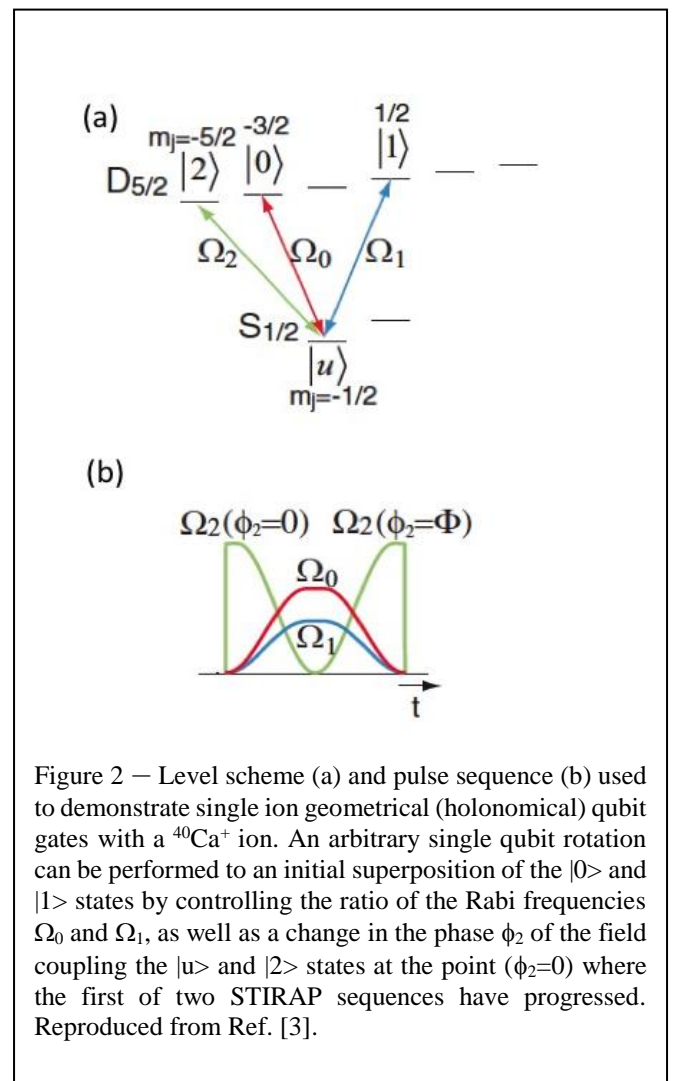 (a)
mj=-5/2 -3/2 1/2
D5/2 |2⟩ |0⟩ |1⟩
Ω2 Ω0 Ω1
S1/2
|u⟩
mj=-1/2
(b)
Ω2(ϕ2=0) Ω2(ϕ2=Φ)
Ω0
Ω1
t
Figure 2 — Level scheme (a) and pulse sequence (b) used
to demonstrate single ion geometrical (holonomical) qubit
gates with a ⁴⁰Ca⁺ ion. An arbitrary single qubit rotation
can be performed to an initial superposition of the |0> and
|1> states by controlling the ratio of the Rabi frequencies
Ω₀ and Ω₁, as well as a change in the phase ϕ₂ of the field
coupling the |u> and |2> states at the point (ϕ₂=0) where
the first of two STIRAP sequences have progressed.
Reproduced from Ref. [3].